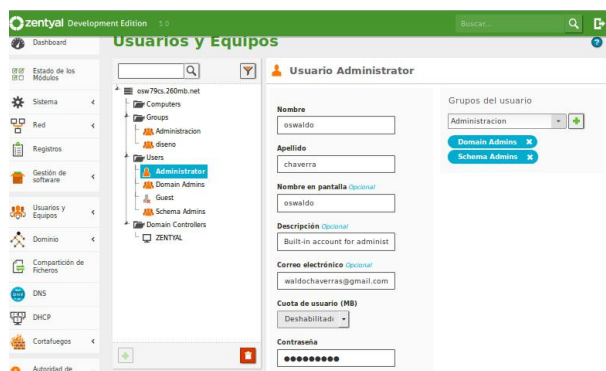 zentyal Development Edition 5.0
Buscar...
Dashboard
Usuarios y Equipos
Estado de los
Módulos
Sistema
Red
Registros
Gestión de
software
Usuarios y
Equipos
Dominio
Compartición de
Ficheros
DNS
DHCP
Cortafuegos
Autoridad de
osw79cs.260mb.net
Computers
Groups
Administracion
diseno
Users
Administrator
Domain Admins
Guest
Schema Admins
Domain Controllers
ZENTYAL
Usuario Administrator
Nombre
oswaldo
Apellido
chaverra
Nombre en pantalla Opcional
oswaldo
Descripción Opcional
Built-in account for administ
Correo electrónico Opcional
waldochaverras@gmail.com
Cuota de usuario (MB)
Deshabilitada
Contraseña
Grupos del usuario
Administracion
Domain Admins x
Schema Admins x